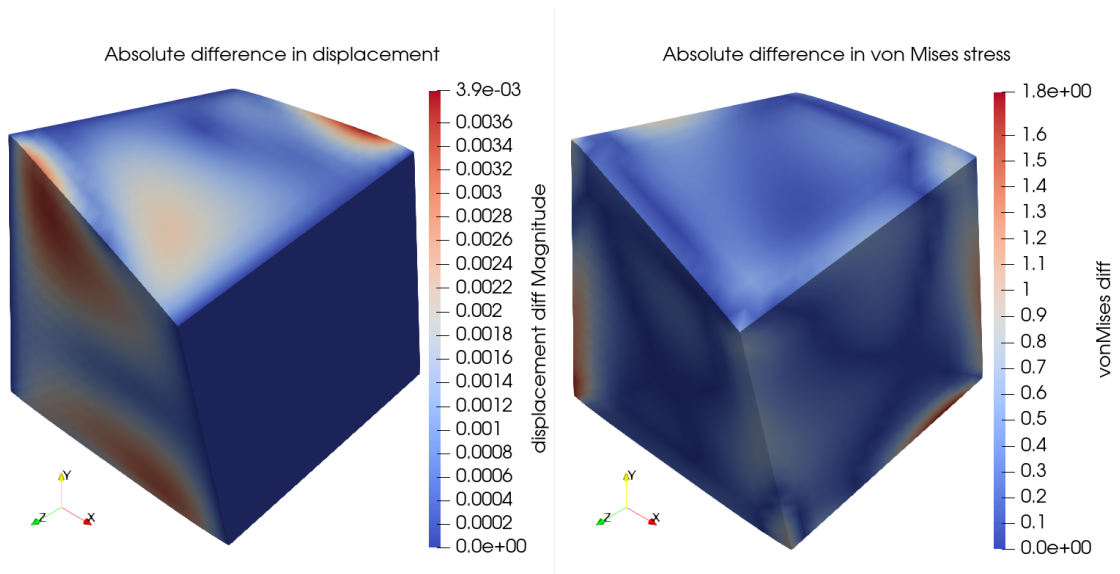 Absolute difference in displacement
3.9e-03
0.0036
0.0034
0.0032
0.003
0.0028
0.0026
0.0024
0.0022
0.002
0.0018
0.0016
0.0014
0.0012
0.001
0.0008
0.0006
0.0004
0.0002
0.0e+00
displacement diff Magnitude
Y
Z
X
Absolute difference in von Mises stress
1.8e+00
1.6
1.5
1.4
1.3
1.2
1.1
1
0.9
0.8
0.7
0.6
0.5
0.4
0.3
0.2
0.1
0.0e+00
vonMises diff
Y
Z
X